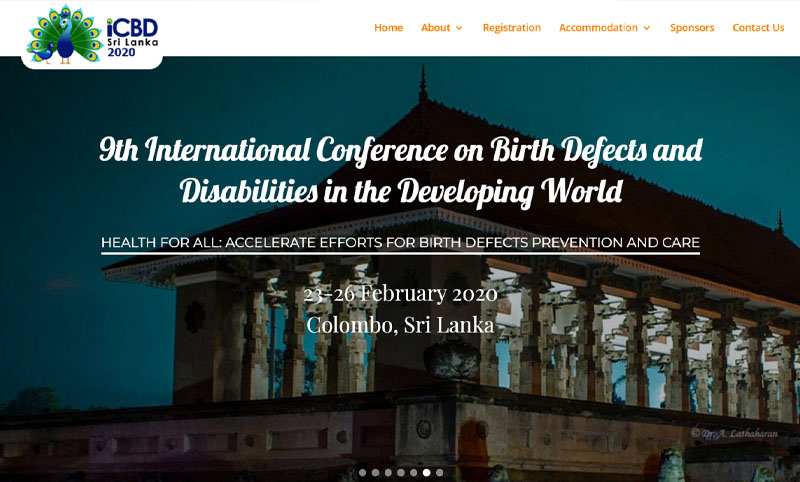 iCBD
Sri Lanka
2020
Home About Registration Accommodation Sponsors Contact Us
9th International Conference on Birth Defects and
Disabilities in the Developing World
HEALTH FOR ALL: ACCELERATE EFFORTS FOR BIRTH DEFECTS PREVENTION AND CARE
23-26 February 2020
Colombo, Sri Lanka
© Dr. A. Lathaharan